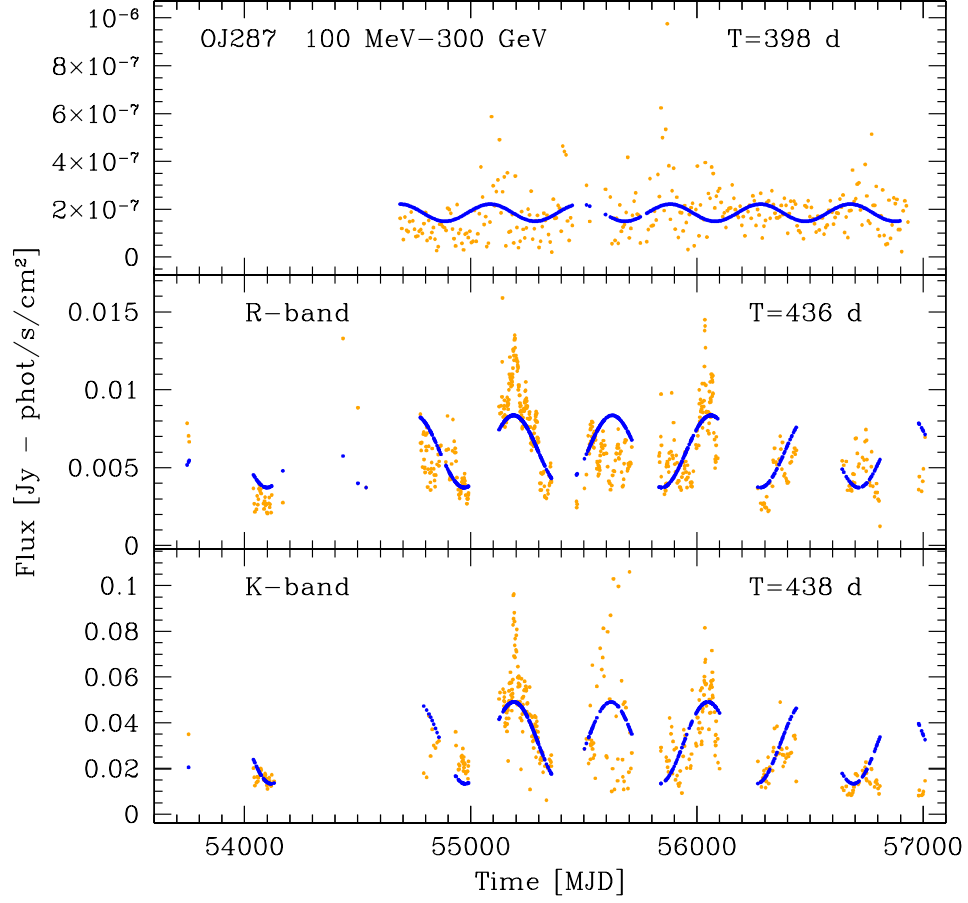 10⁻⁶
OJ287 100 MeV−300 GeV T=398 d
8×10⁻⁷
6×10⁻⁷
4×10⁻⁷
2×10⁻⁷
0
R−band T=436 d
0.015
0.01
0.005
0
K−band T=438 d
0.1
0.08
0.06
0.04
0.02
0
Flux [Jy − phot/s/cm²]
54000 55000 56000 57000
Time [MJD]